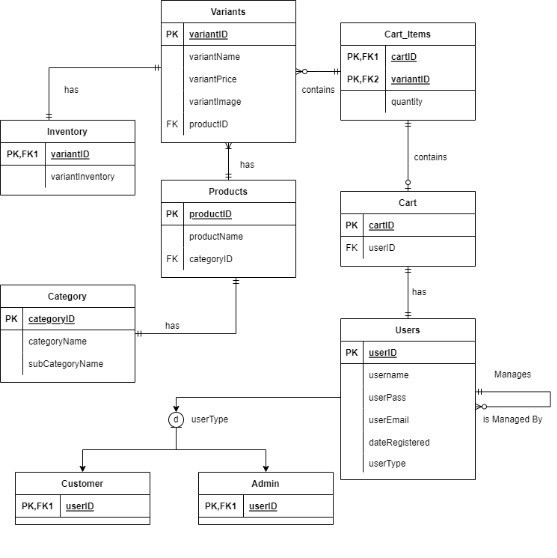 Variants
PK variantID
variantName
variantPrice
variantImage
FK productID
Cart_Items
PK,FK1 cartID
PK,FK2 variantID
quantity
has
contains
Inventory
PK,FK1 variantID
variantInventory
has
contains
Products
PK productID
productName
FK categoryID
Cart
PK cartID
FK userID
Category
PK categoryID
categoryName
subCategoryName
has
has
Users
PK userID
username
userPass
userEmail
dateRegistered
userType
Manages
is Managed By
d
userType
Customer
PK,FK1 userID
Admin
PK,FK1 userID